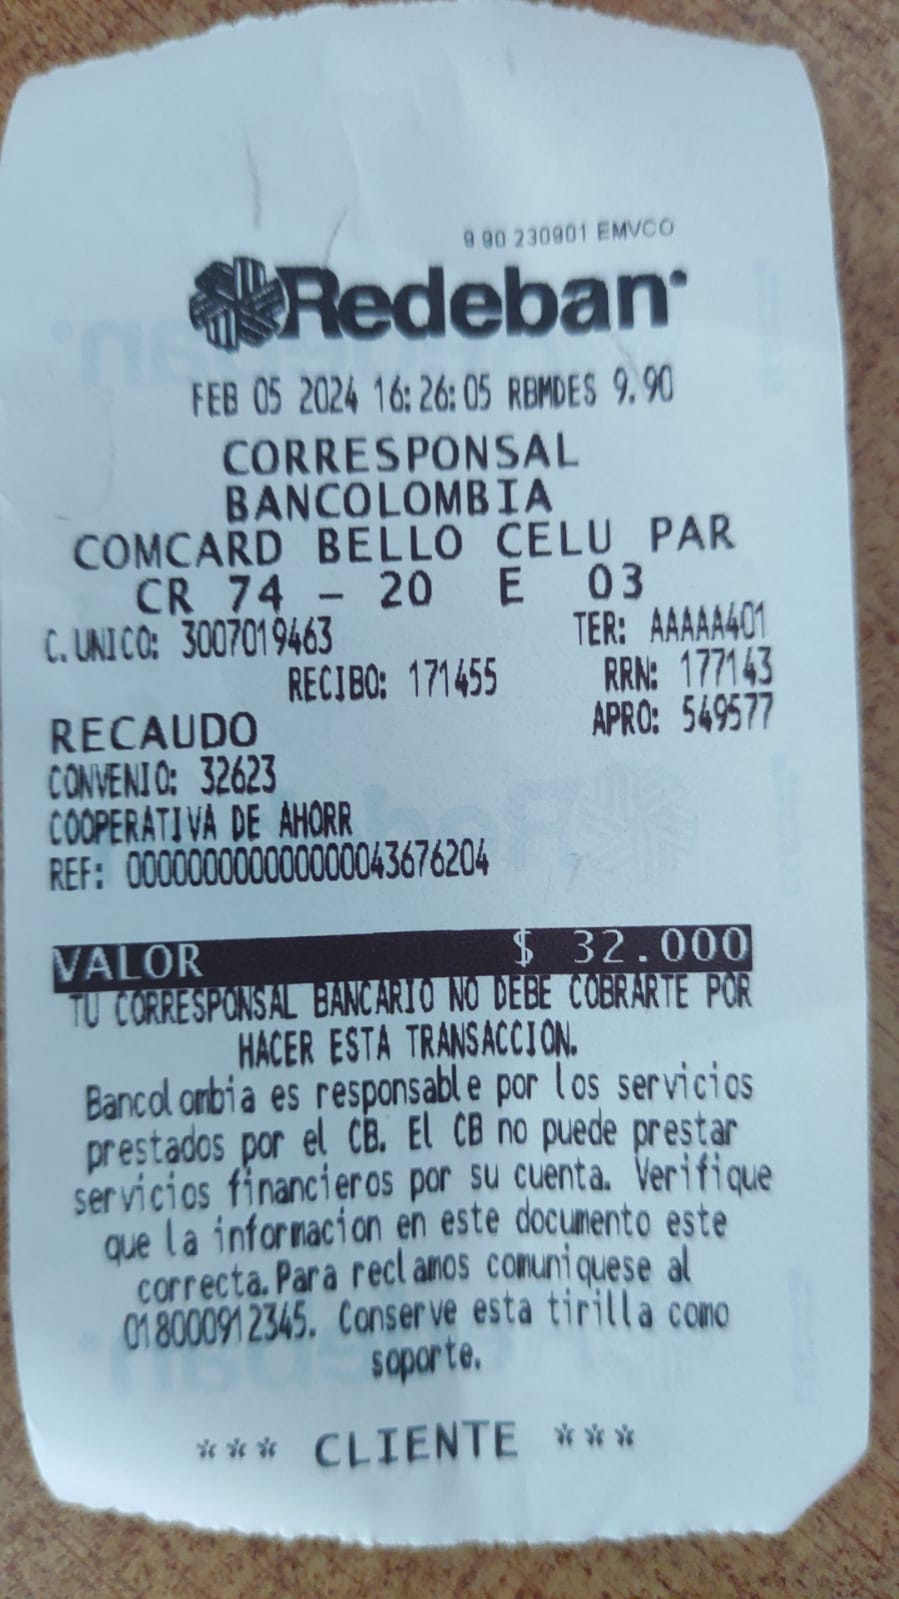 9.90 230901 EMVCO
Redeban
FEB 05 2024 16:26:05 RBMDES 9.90
CORRESPONSAL
BANCOLOMBIA
COMCARD BELLO CELU PAR
CR 74 - 20 E 03
C. UNICO: 3007019463 TER: AAAAA401
RECIBO: 171455 RRN: 177143
RECAUDO APRO: 549577
CONVENIO: 32623
COOPERATIVA DE AHORR
REF: 000000000000000043676204
VALOR $ 32.000
TU CORRESPONSAL BANCARIO NO DEBE COBRARTE POR
HACER ESTA TRANSACCION.
Bancolombia es responsable por los servicios
prestados por el CB. El CB no puede prestar
servicios financieros por su cuenta. Verifique
que la informacion en este documento este
correcta. Para reclamos comuniquese al
018000912345. Conserve esta tirilla como
soporte.
*** CLIENTE ***